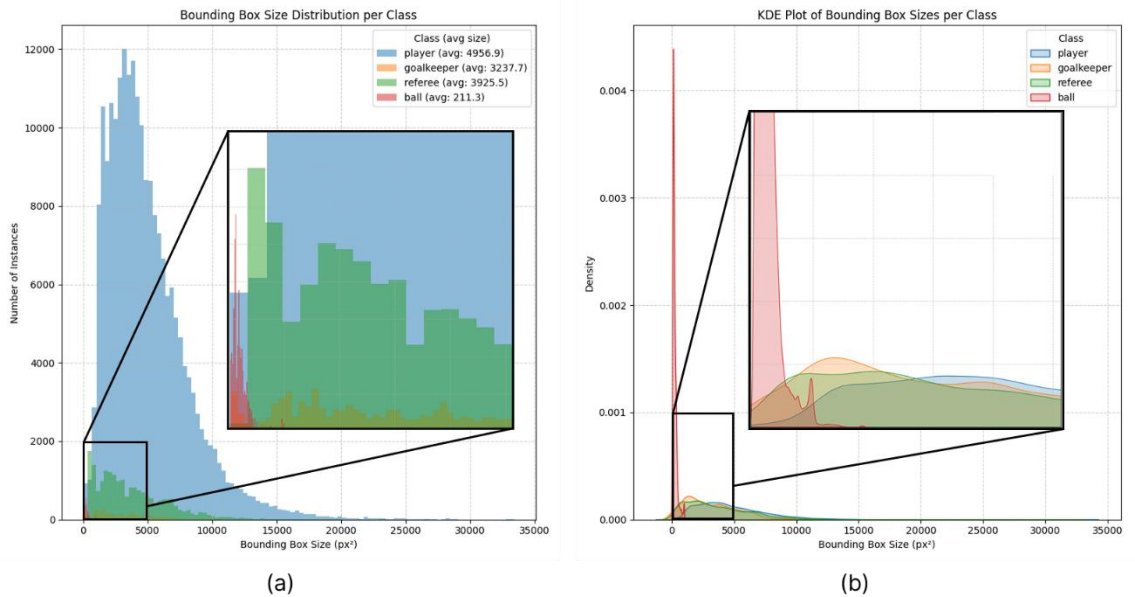 Bounding Box Size Distribution per Class
Number of Instances
12000
10000
8000
6000
4000
2000
0
Class (avg size)
player (avg: 4956.9)
goalkeeper (avg: 3237.7)
referee (avg: 3925.5)
ball (avg: 211.3)
0
5000
10000
15000
20000
25000
30000
35000
Bounding Box Size (px²)
(a)
KDE Plot of Bounding Box Sizes per Class
Density
0.004
0.003
0.002
0.001
0.000
Class
player
goalkeeper
referee
ball
0
5000
10000
15000
20000
25000
30000
35000
Bounding Box Size (px²)
(b)